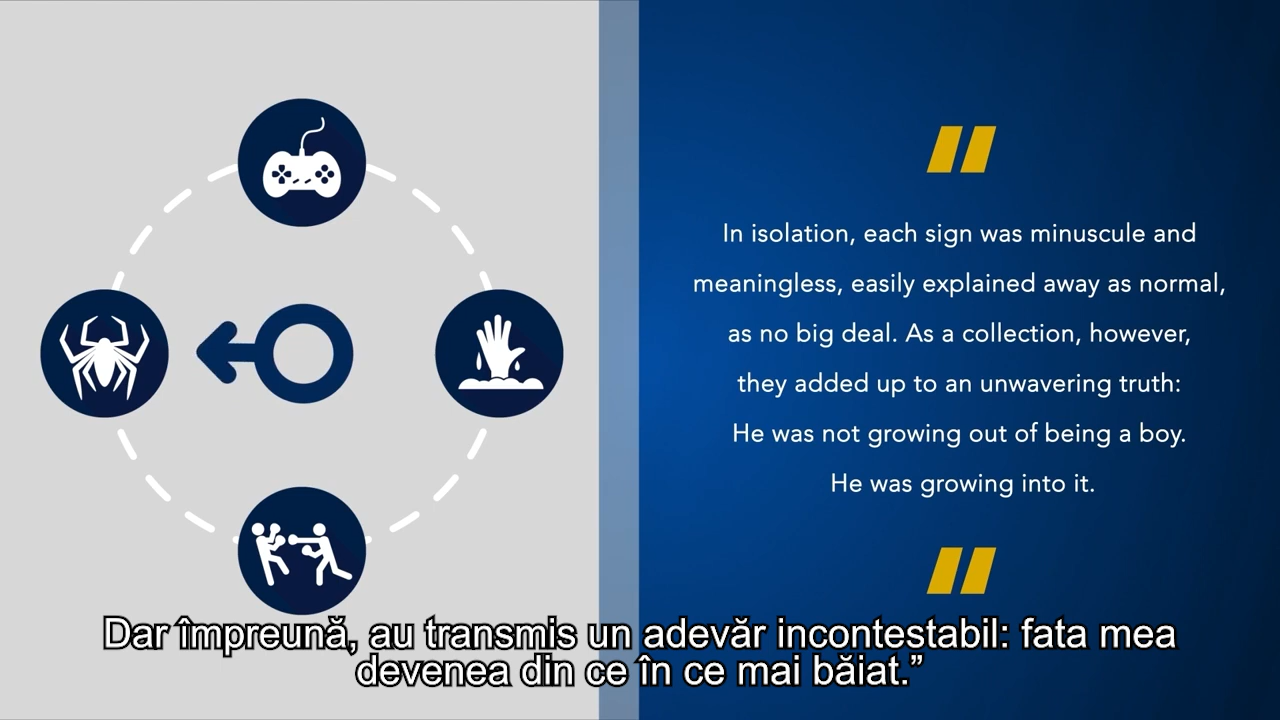 In isolation, each sign was minuscule and
meaningless, easily explained away as normal,
as no big deal. As a collection, however,
they added up to an unwavering truth:
He was not growing out of being a boy.
He was growing into it.
Dar împreună, au transmis un adevăr incontestabil: fata mea
devenea din ce în ce mai băiat.”